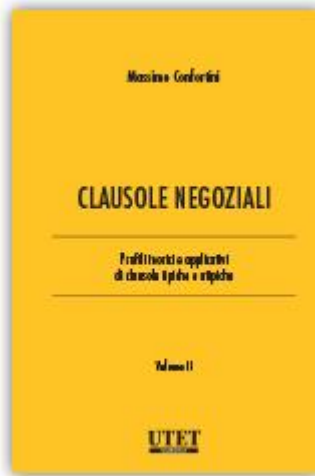 Massimo Confortini
CLAUSOLE NEGOZIALI
Profili teorici e applicativi
di clausole tipiche e atipiche
Volume II
UTET